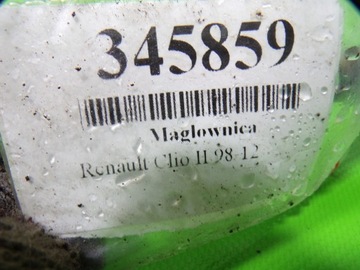 345859
Maglownica
Renault Clio II 98-12